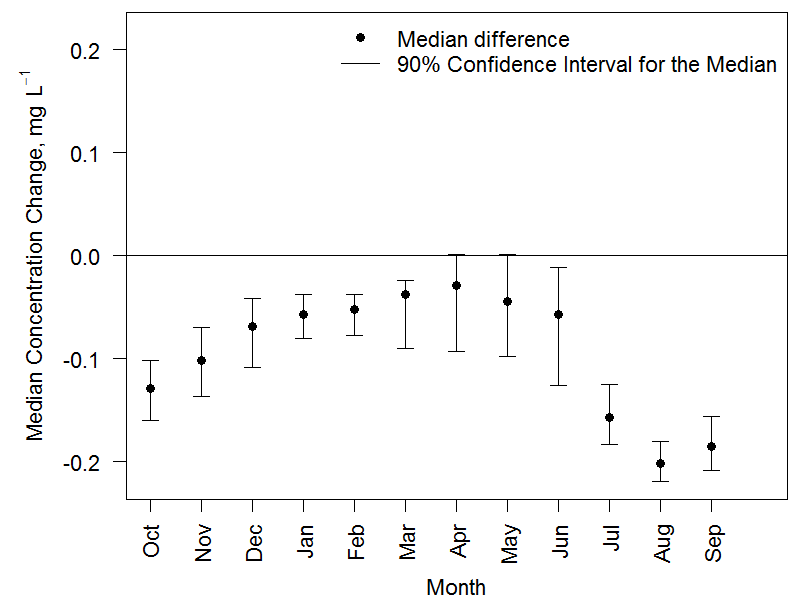 Median difference
90% Confidence Interval for the Median
Median Concentration Change, mg L⁻¹
0.2
0.1
0.0
-0.1
-0.2
Oct Nov Dec Jan Feb Mar Apr May Jun Jul Aug Sep
Month